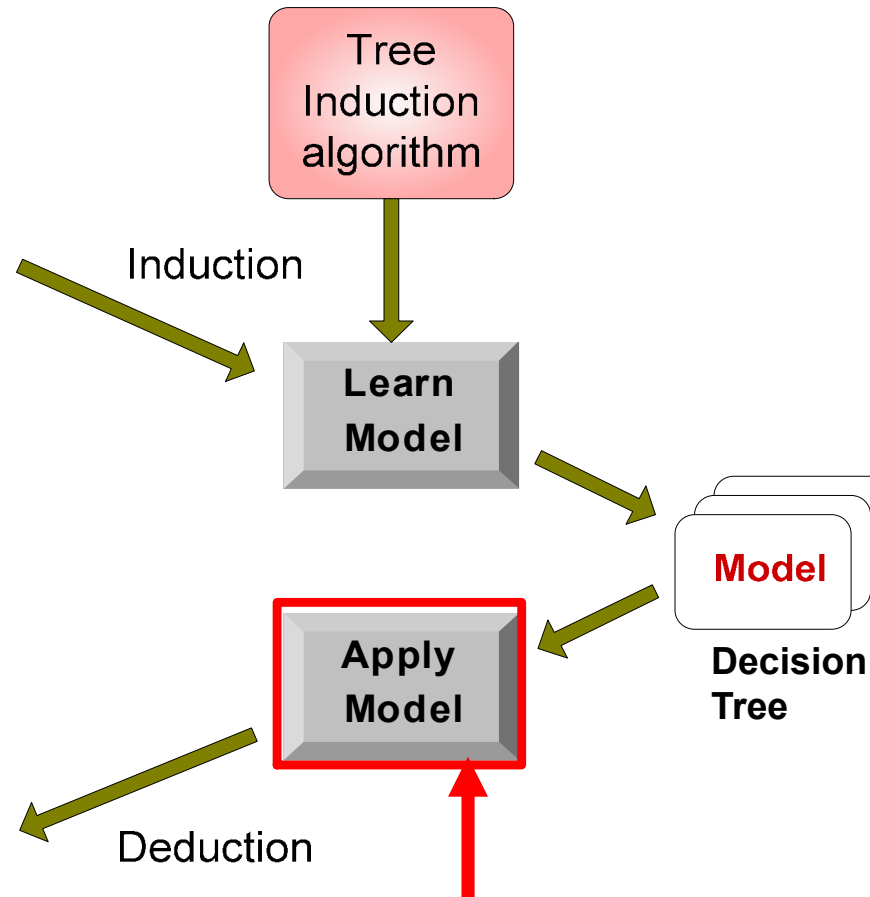 Tree
Induction
algorithm
Induction
Learn
Model
Model
Decision
Tree
Apply
Model
Deduction